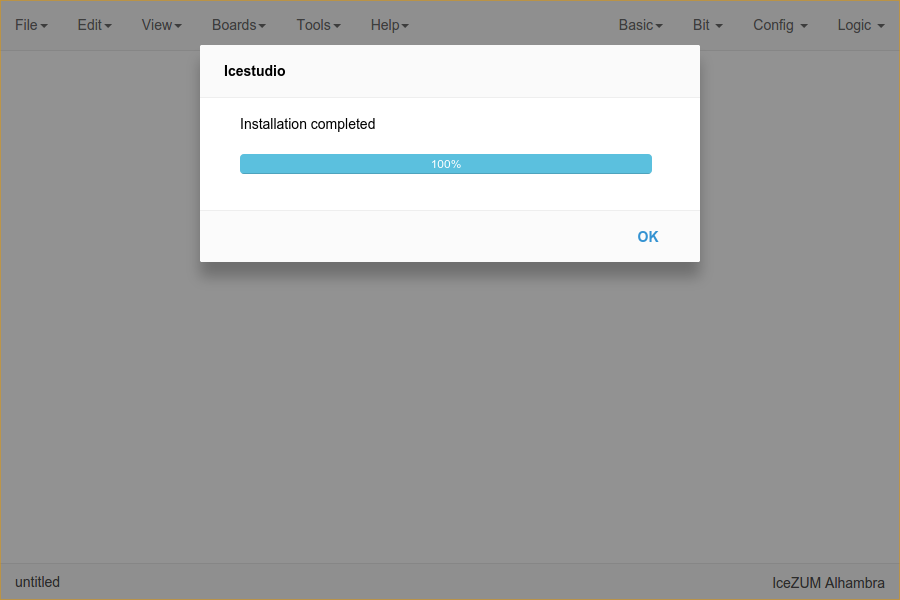 File Edit View Boards Tools Help Basic Bit Config Logic
Icestudio
Installation completed
100%
OK
untitled IceZUM Alhambra